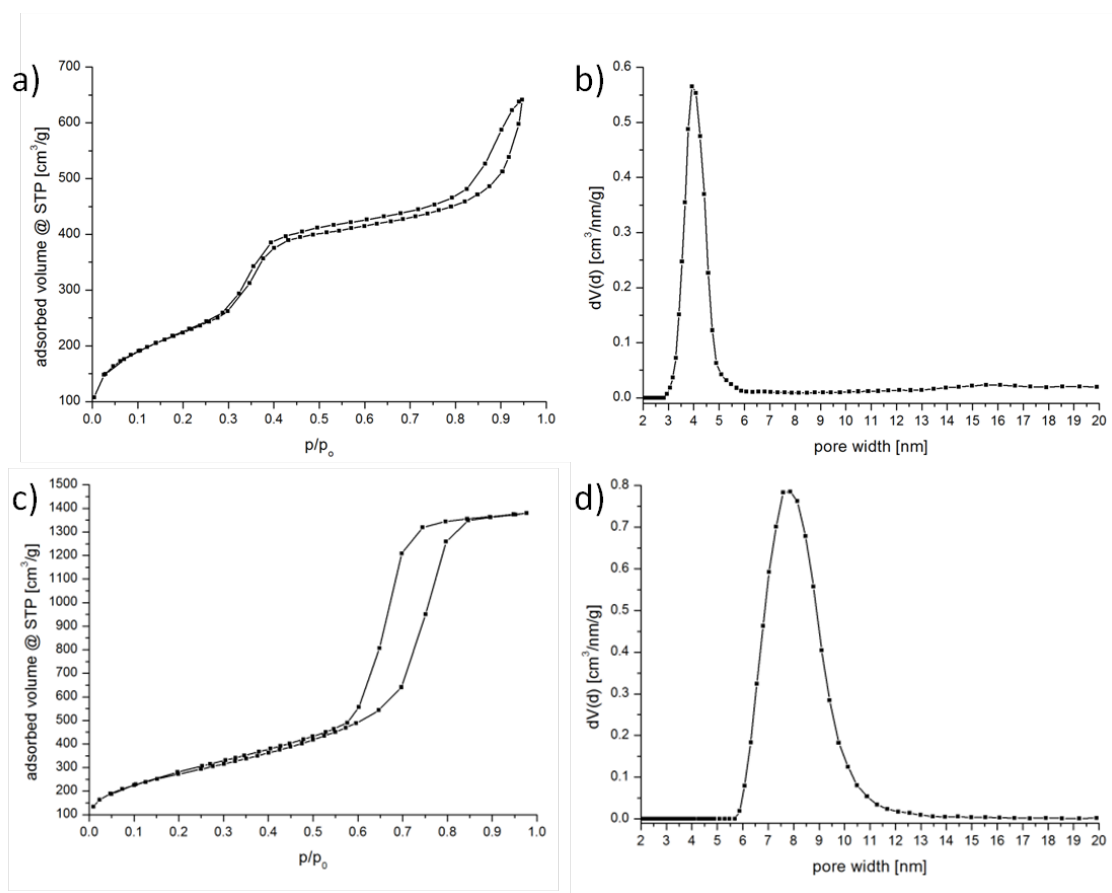 a)
700
600
500
400
300
200
100
adsorbed volume @ STP [cm³/g]
0.0 0.1 0.2 0.3 0.4 0.5 0.6 0.7 0.8 0.9 1.0
p/pₒ
b)
0.6
0.5
0.4
0.3
0.2
0.1
0.0
dV(d) [cm³/nm/g]
2 3 4 5 6 7 8 9 10 11 12 13 14 15 16 17 18 19 20
pore width [nm]
c)
1500
1400
1300
1200
1100
1000
900
800
700
600
500
400
300
200
100
adsorbed volume @ STP [cm³/g]
0.0 0.1 0.2 0.3 0.4 0.5 0.6 0.7 0.8 0.9 1.0
p/p₀
d)
0.8
0.7
0.6
0.5
0.4
0.3
0.2
0.1
0.0
dV(d) [cm³/nm/g]
2 3 4 5 6 7 8 9 10 11 12 13 14 15 16 17 18 19 20
pore width [nm]